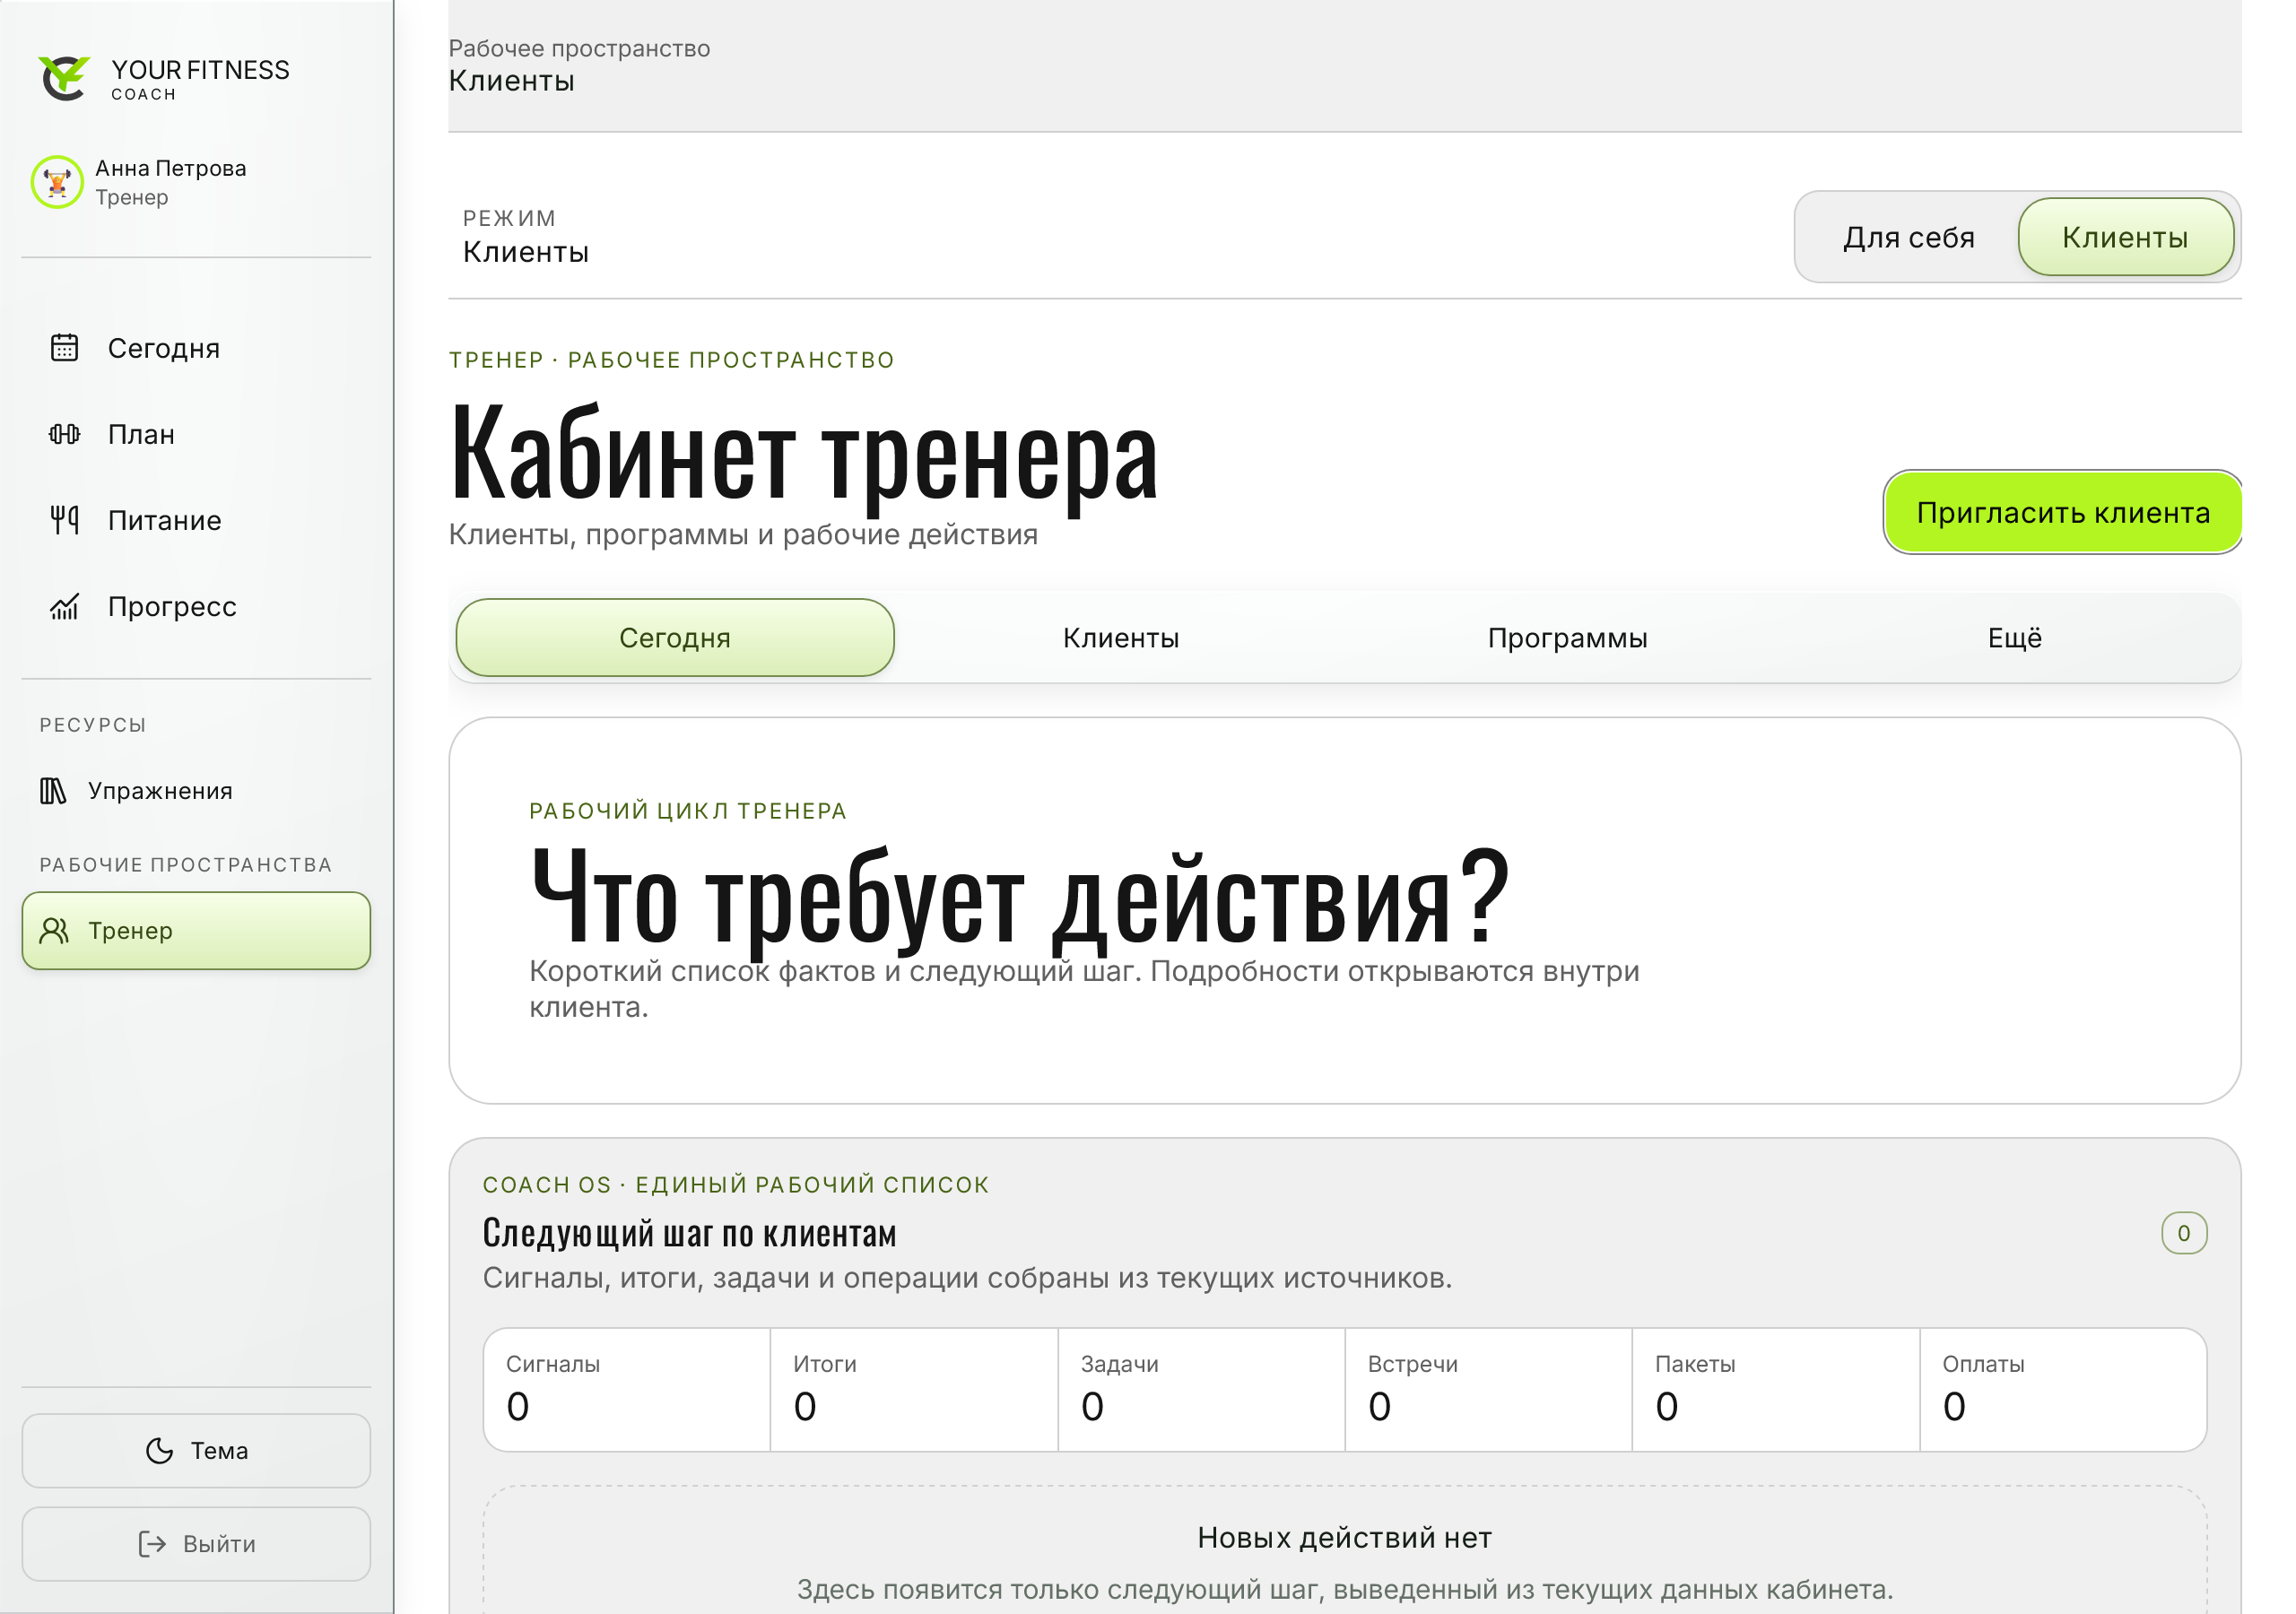 YOUR FITNESS
COACH
Анна Петрова
Тренер
Сегодня
План
Питание
Прогресс
РЕСУРСЫ
Упражнения
РАБОЧИЕ ПРОСТРАНСТВА
Тренер
Тема
Выйти
Рабочее пространство
Клиенты
РЕЖИМ
Клиенты
Для себя
Клиенты
ТРЕНЕР · РАБОЧЕЕ ПРОСТРАНСТВО
Кабинет тренера
Клиенты, программы и рабочие действия
Пригласить клиента
Сегодня
Клиенты
Программы
Ещё
РАБОЧИЙ ЦИКЛ ТРЕНЕРА
Что требует действия?
Короткий список фактов и следующий шаг. Подробности открываются внутри
клиента.
COACH OS · ЕДИНЫЙ РАБОЧИЙ СПИСОК
Следующий шаг по клиентам
0
Сигналы, итоги, задачи и операции собраны из текущих источников.
Сигналы
0
Итоги
0
Задачи
0
Встречи
0
Пакеты
0
Оплаты
0
Новых действий нет
Здесь появится только следующий шаг, выведенный из текущих данных кабинета.